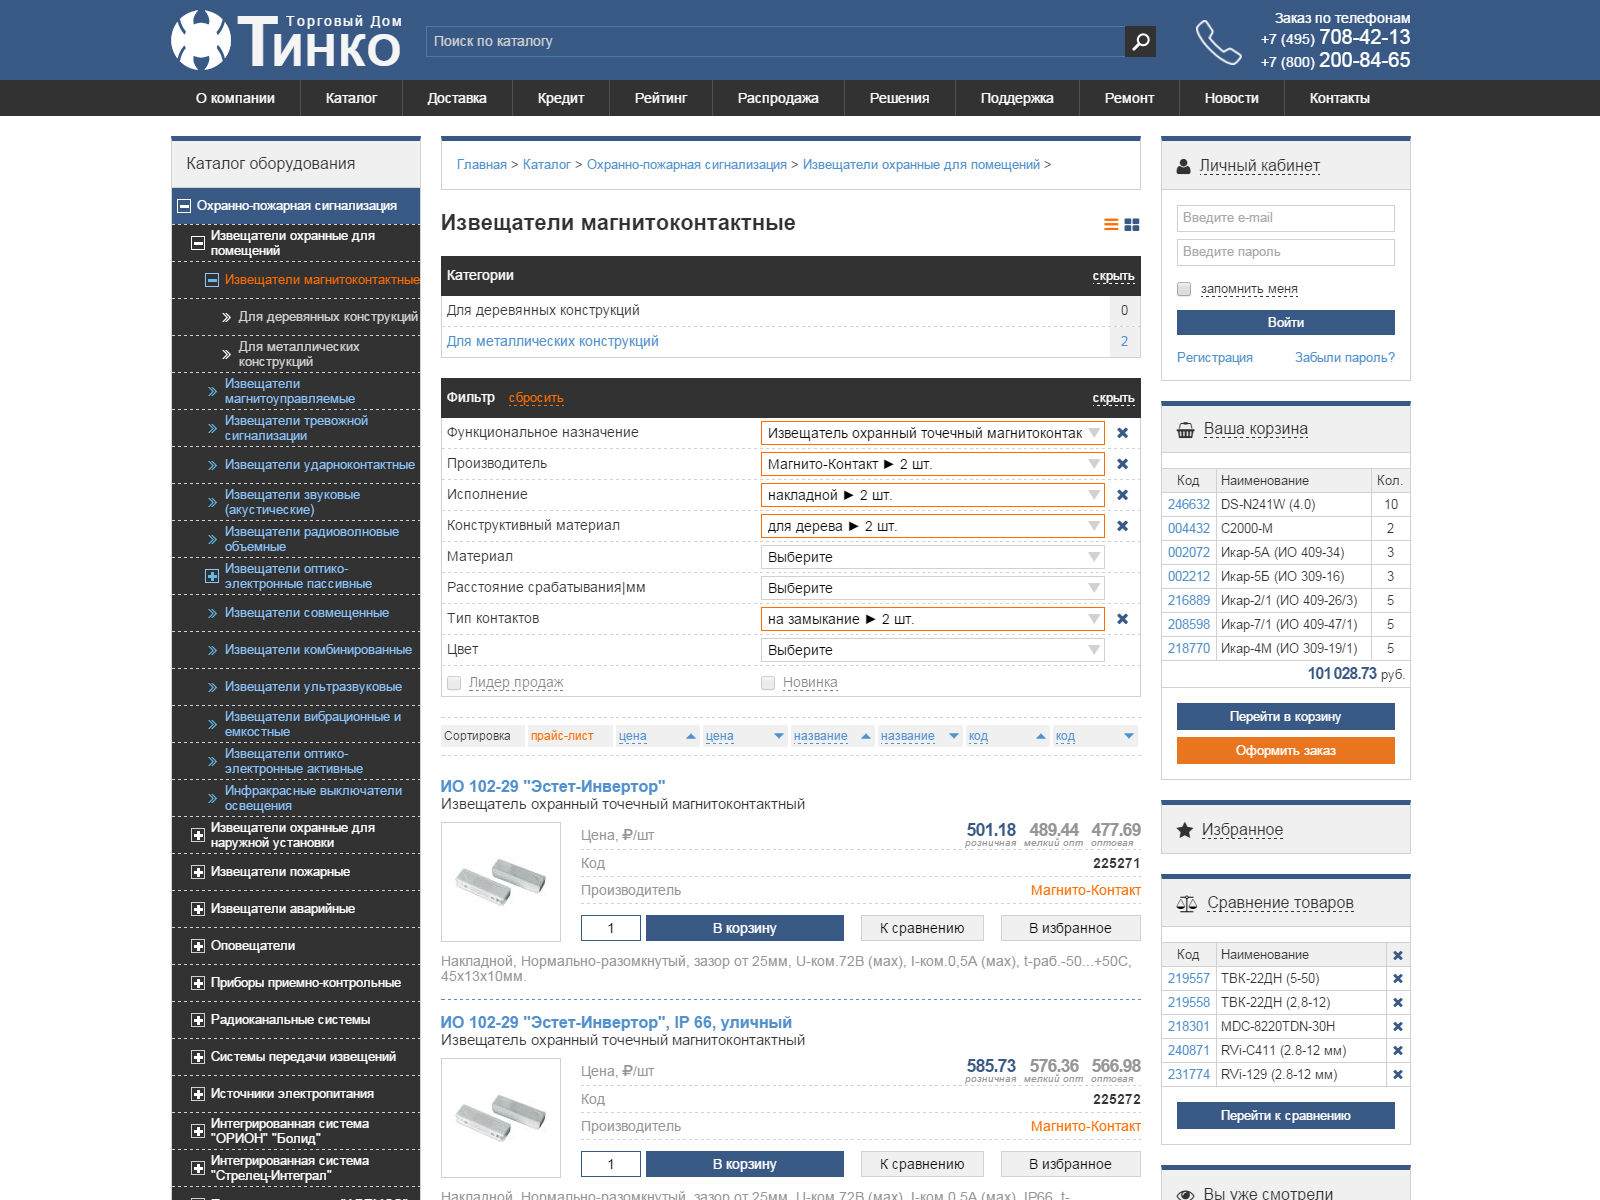 Торговый Дом
Тинко
Поиск по каталогу
Заказ по телефонам
+7 (495) 708-42-13
+7 (800) 200-84-65
О компании
Каталог
Доставка
Кредит
Рейтинг
Распродажа
Решения
Поддержка
Ремонт
Новости
Контакты
Каталог оборудования
Охранно-пожарная сигнализация
Извещатели охранные для
помещений
Извещатели магнитоконтактные
Для деревянных конструкций
Для металлических
конструкций
Извещатели
магнитоуправляемые
Извещатели тревожной
сигнализации
Извещатели ударноконтактные
Извещатели звуковые
(акустические)
Извещатели радиоволновые
объемные
Извещатели оптико-
электронные пассивные
Извещатели совмещенные
Извещатели комбинированные
Извещатели ультразвуковые
Извещатели вибрационные и
емкостные
Извещатели оптико-
электронные активные
Инфракрасные выключатели
освещения
Извещатели охранные для
наружной установки
Извещатели пожарные
Извещатели аварийные
Оповещатели
Приборы приемно-контрольные
Радиоканальные системы
Системы передачи извещений
Источники электропитания
Интегрированная система
"ОРИОН" "Болид"
Интегрированная система
"Стрелец-Интеграл"
Главная > Каталог > Охранно-пожарная сигнализация > Извещатели охранные для помещений >
Извещатели магнитоконтактные
Категории скрыть
Для деревянных конструкций 0
Для металлических конструкций 2
Фильтр сбросить скрыть
Функциональное назначение Извещатель охранный точечный магнитоконтак
Производитель Магнито-Контакт ► 2 шт.
Исполнение накладной ► 2 шт.
Конструктивный материал для дерева ► 2 шт.
Материал Выберите
Расстояние срабатывания|мм Выберите
Тип контактов на замыкание ► 2 шт.
Цвет Выберите
Лидер продаж Новинка
Сортировка прайс-лист цена цена название название код код
ИО 102-29 "Эстет-Инвертор"
Извещатель охранный точечный магнитоконтактный
Цена, ₽/шт 501.18 489.44 477.69
розничная мелкий опт оптовая
Код 225271
Производитель Магнито-Контакт
1 В корзину К сравнению В избранное
Накладной, Нормально-разомкнутый, зазор от 25мм, U-ком.72В (мах), I-ком.0,5А (мах), t-раб.-50...+50С,
45х13х10мм.
ИО 102-29 "Эстет-Инвертор", IP 66, уличный
Извещатель охранный точечный магнитоконтактный
Цена, ₽/шт 585.73 576.36 566.98
розничная мелкий опт оптовая
Код 225272
Производитель Магнито-Контакт
1 В корзину К сравнению В избранное
Накладной, Нормально-разомкнутый, зазор от 25мм, U-ком.72В (мах), I-ком.0,5А (мах), IP66, t-
Личный кабинет
Введите e-mail
Введите пароль
запомнить меня
Войти
Регистрация Забыли пароль?
Ваша корзина
Код Наименование Кол.
246632 DS-N241W (4.0) 10
004432 С2000-М 2
002072 Икар-5А (ИО 409-34) 3
002212 Икар-5Б (ИО 309-16) 3
216889 Икар-2/1 (ИО 409-26/3) 5
208598 Икар-7/1 (ИО 409-47/1) 5
218770 Икар-4М (ИО 309-19/1) 5
101 028.73 руб.
Перейти в корзину
Оформить заказ
Избранное
Сравнение товаров
Код Наименование
219557 ТВК-22ДН (5-50)
219558 ТВК-22ДН (2,8-12)
218301 MDC-8220TDN-30H
240871 RVi-C411 (2.8-12 мм)
231774 RVi-129 (2.8-12 мм)
Перейти к сравнению
Вы уже смотрели